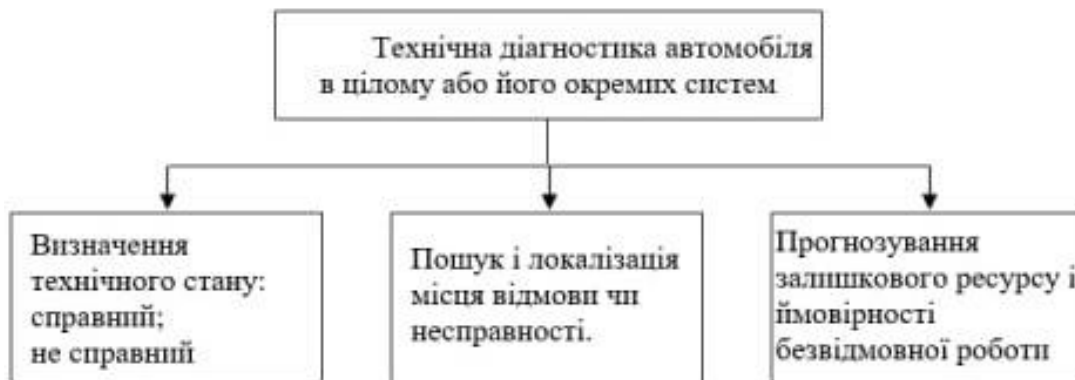 Технічна діагностика автомобіля
в цілому або його окремих систем
Визначення
технічного стану:
справний;
не справний
Пошук і локалізація
місця відмови чи
несправності.
Прогнозування
залишкового ресурсу і
ймовірності
безвідмовної роботи